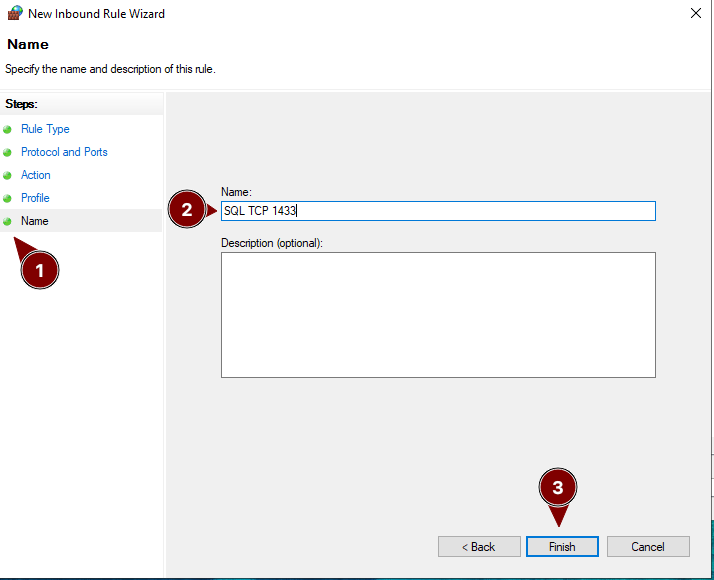 New Inbound Rule Wizard
Name
Specify the name and description of this rule.
Steps:
Rule Type
Protocol and Ports
Action
Profile
Name
1
Name:
2
SQL TCP 1433
Description (optional):
3
< Back
Finish
Cancel